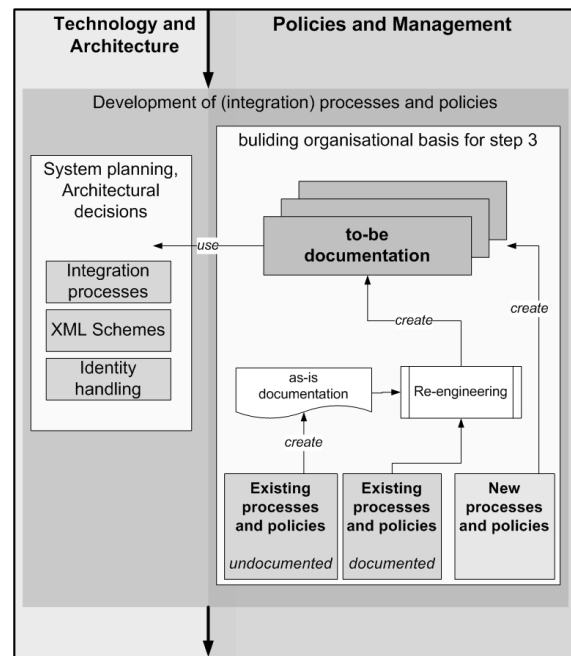 Technology and
Architecture
Policies and Management
Development of (integration) processes and policies
System planning,
Architectural
decisions
Integration
processes
XML Schemes
Identity
handling
buliding organisational basis for step 3
to-be
documentation
use
create
create
as-is
documentation
Re-engineering
create
Existing
processes
and policies
undocumented
Existing
processes
and policies
documented
New
processes
and policies